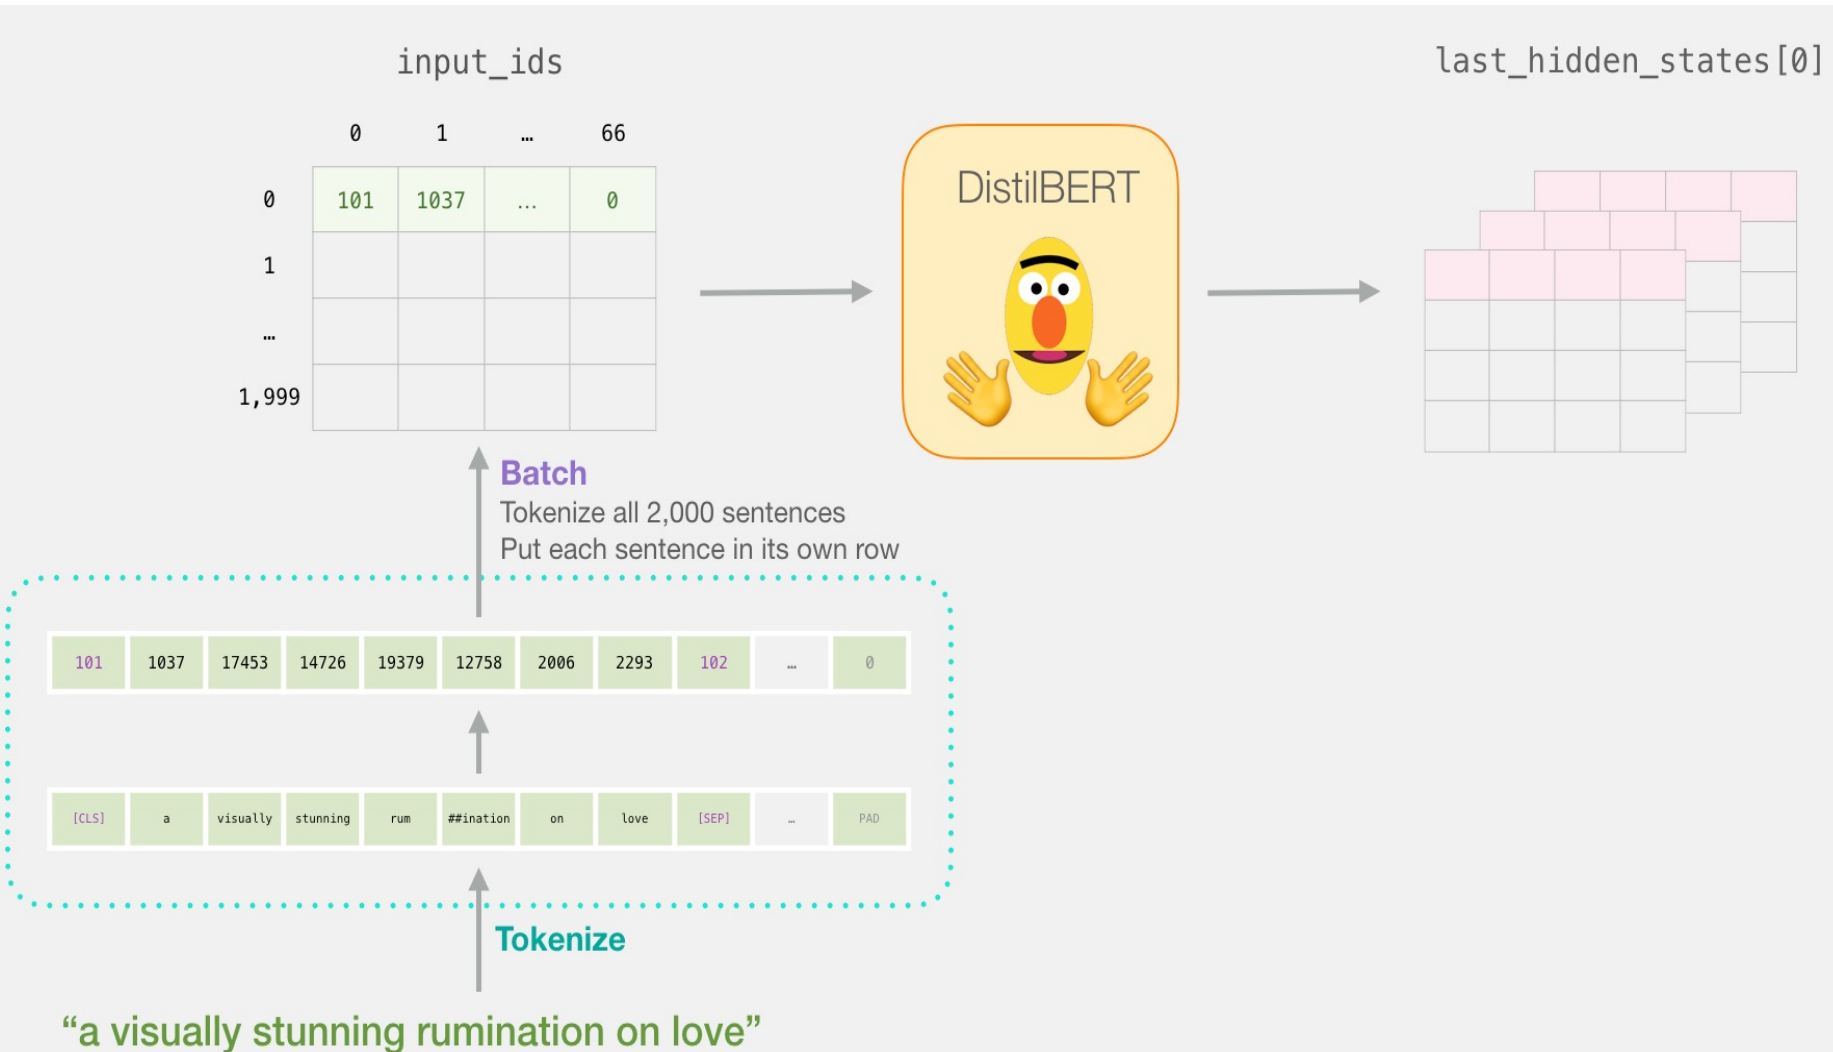 input_ids
last_hidden_states[0]
0 1 … 66
0 101 1037 … 0
1
…
1,999
DistilBERT
Batch
Tokenize all 2,000 sentences
Put each sentence in its own row
101 1037 17453 14726 19379 12758 2006 2293 102 … 0
[CLS] a visually stunning rum ##ination on love [SEP] … PAD
Tokenize
“a visually stunning rumination on love”